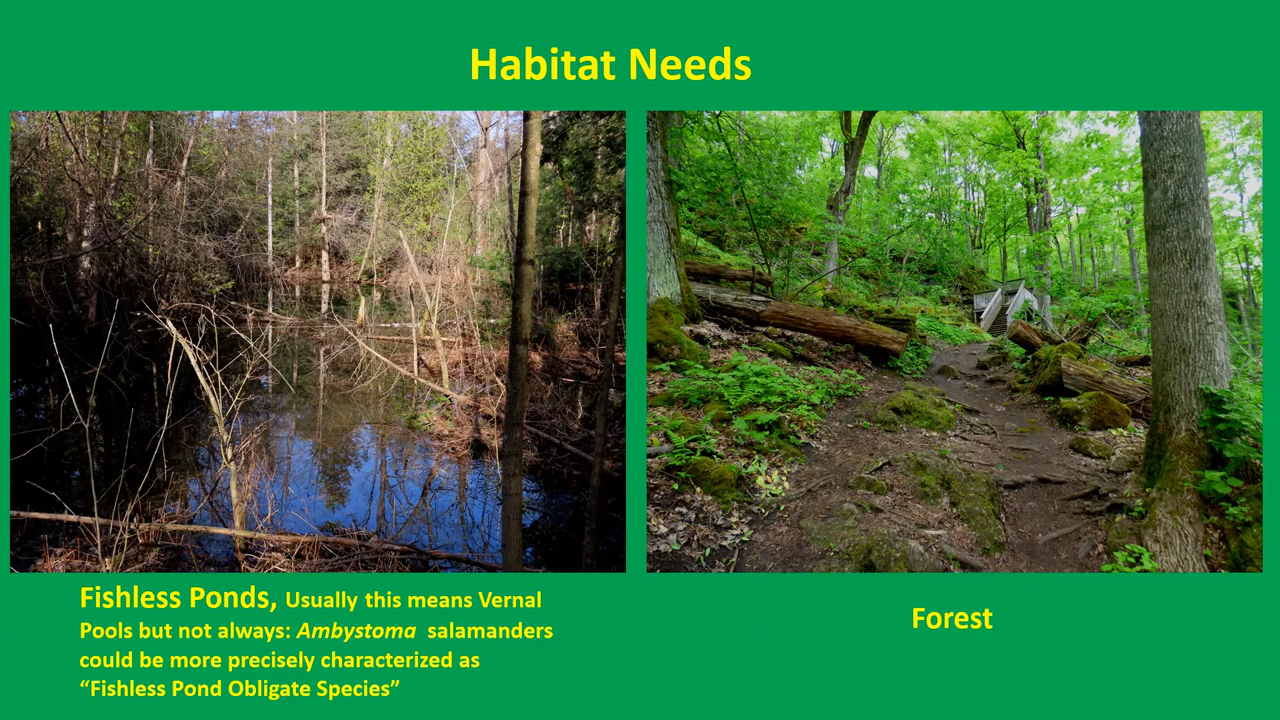 Habitat Needs
Fishless Ponds, Usually this means Vernal
Pools but not always: Ambystoma salamanders
could be more precisely characterized as
“Fishless Pond Obligate Species”
Forest